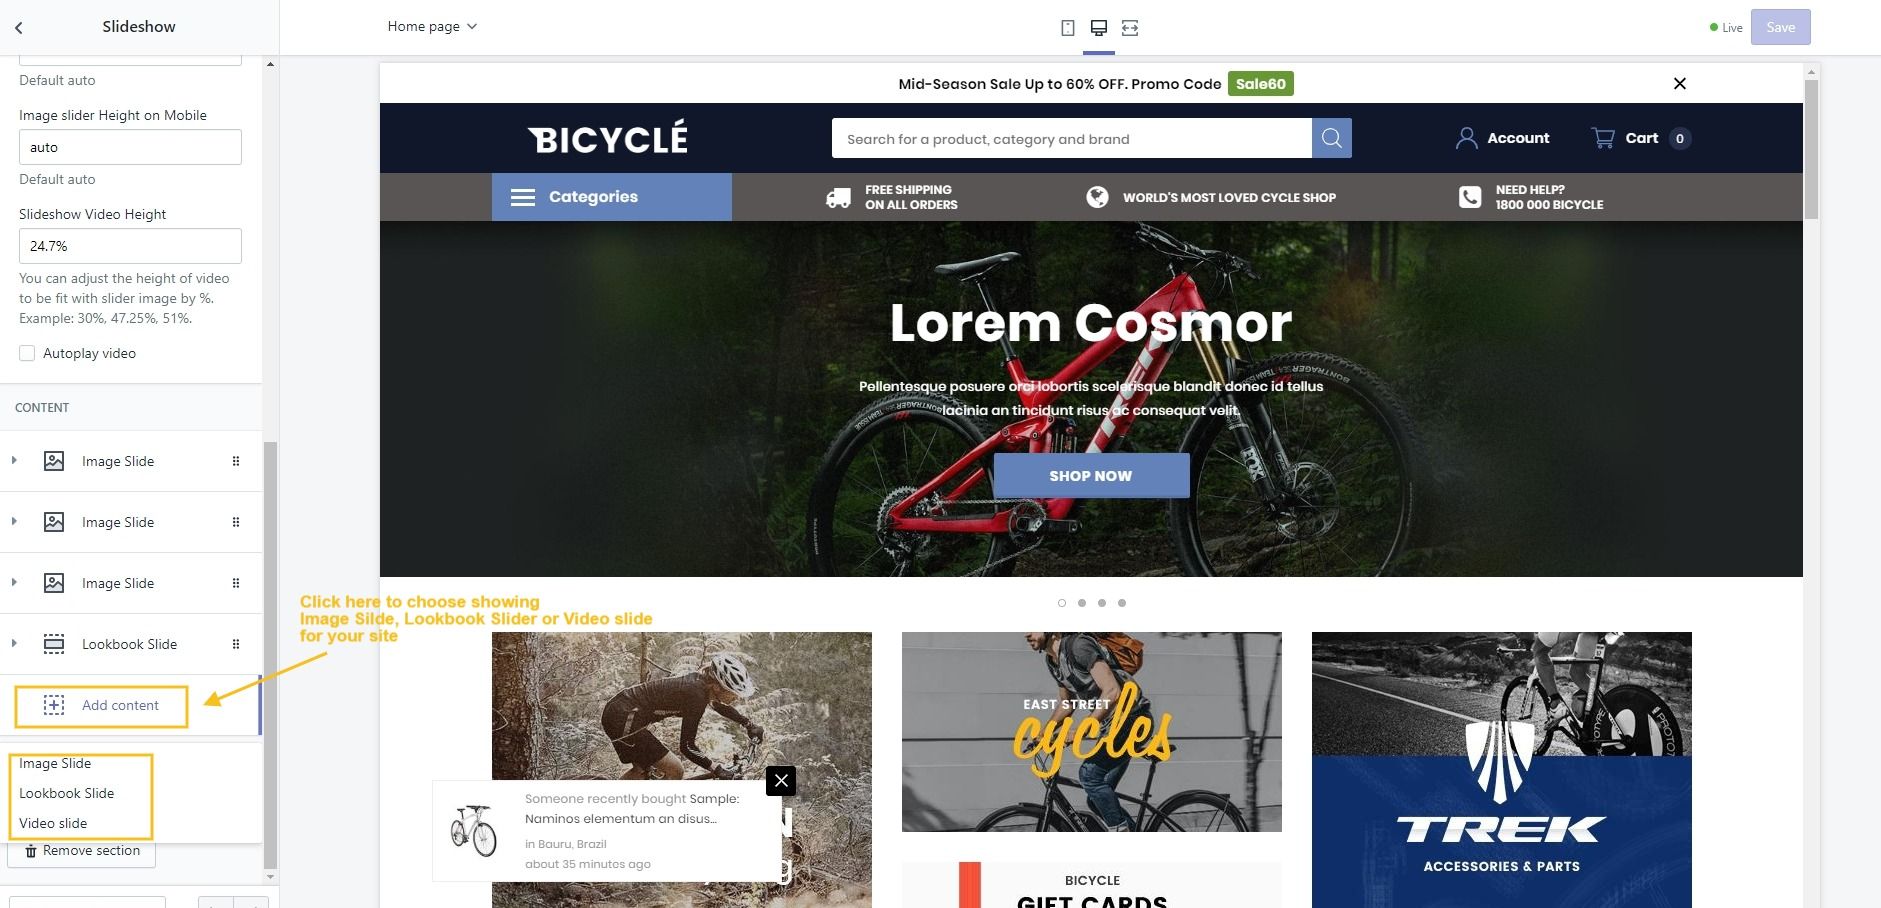 Slideshow
Home page
Live
Save
Default auto
Image slider Height on Mobile
auto
Default auto
Slideshow Video Height
24.7%
You can adjust the height of video
to be fit with slider image by %.
Example: 30%, 47.25%, 51%.
Autoplay video
CONTENT
Image Slide
Image Slide
Image Slide
Lookbook Slide
Add content
Image Slide
Lookbook Slide
Video slide
Remove section
Click here to choose showing
Image Silde, Lookbook Slider or Video slide
for your site
Mid-Season Sale Up to 60% OFF. Promo Code Sale60
BICYCLÉ
Search for a product, category and brand
Account
Cart 0
Categories
FREE SHIPPING
ON ALL ORDERS
WORLD'S MOST LOVED CYCLE SHOP
NEED HELP?
1800 000 BICYCLE
Lorem Cosmor
Pellentesque posuere orci lobortis scelerisque blandit donec id tellus
lacinia an tincidunt risus ac consequat velit.
SHOP NOW
Someone recently bought Sample:
Naminos elementum an disus...
in Bauru, Brazil
about 35 minutes ago
EAST STREET
cycles
BICYCLE
GIFT CARDS
TREK
ACCESSORIES & PARTS